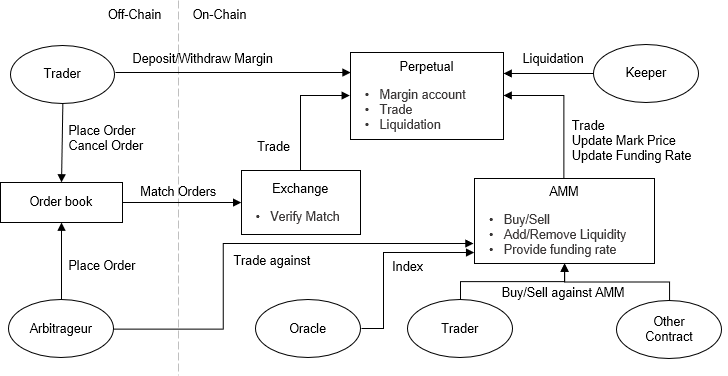 Off-Chain
On-Chain
Trader
Deposit/Withdraw Margin
Perpetual
• Margin account
• Trade
• Liquidation
Liquidation
Keeper
Place Order
Cancel Order
Trade
Trade
Update Mark Price
Update Funding Rate
Order book
Match Orders
Exchange
• Verify Match
AMM
• Buy/Sell
• Add/Remove Liquidity
• Provide funding rate
Place Order
Trade against
Index
Buy/Sell against AMM
Arbitrageur
Oracle
Trader
Other
Contract